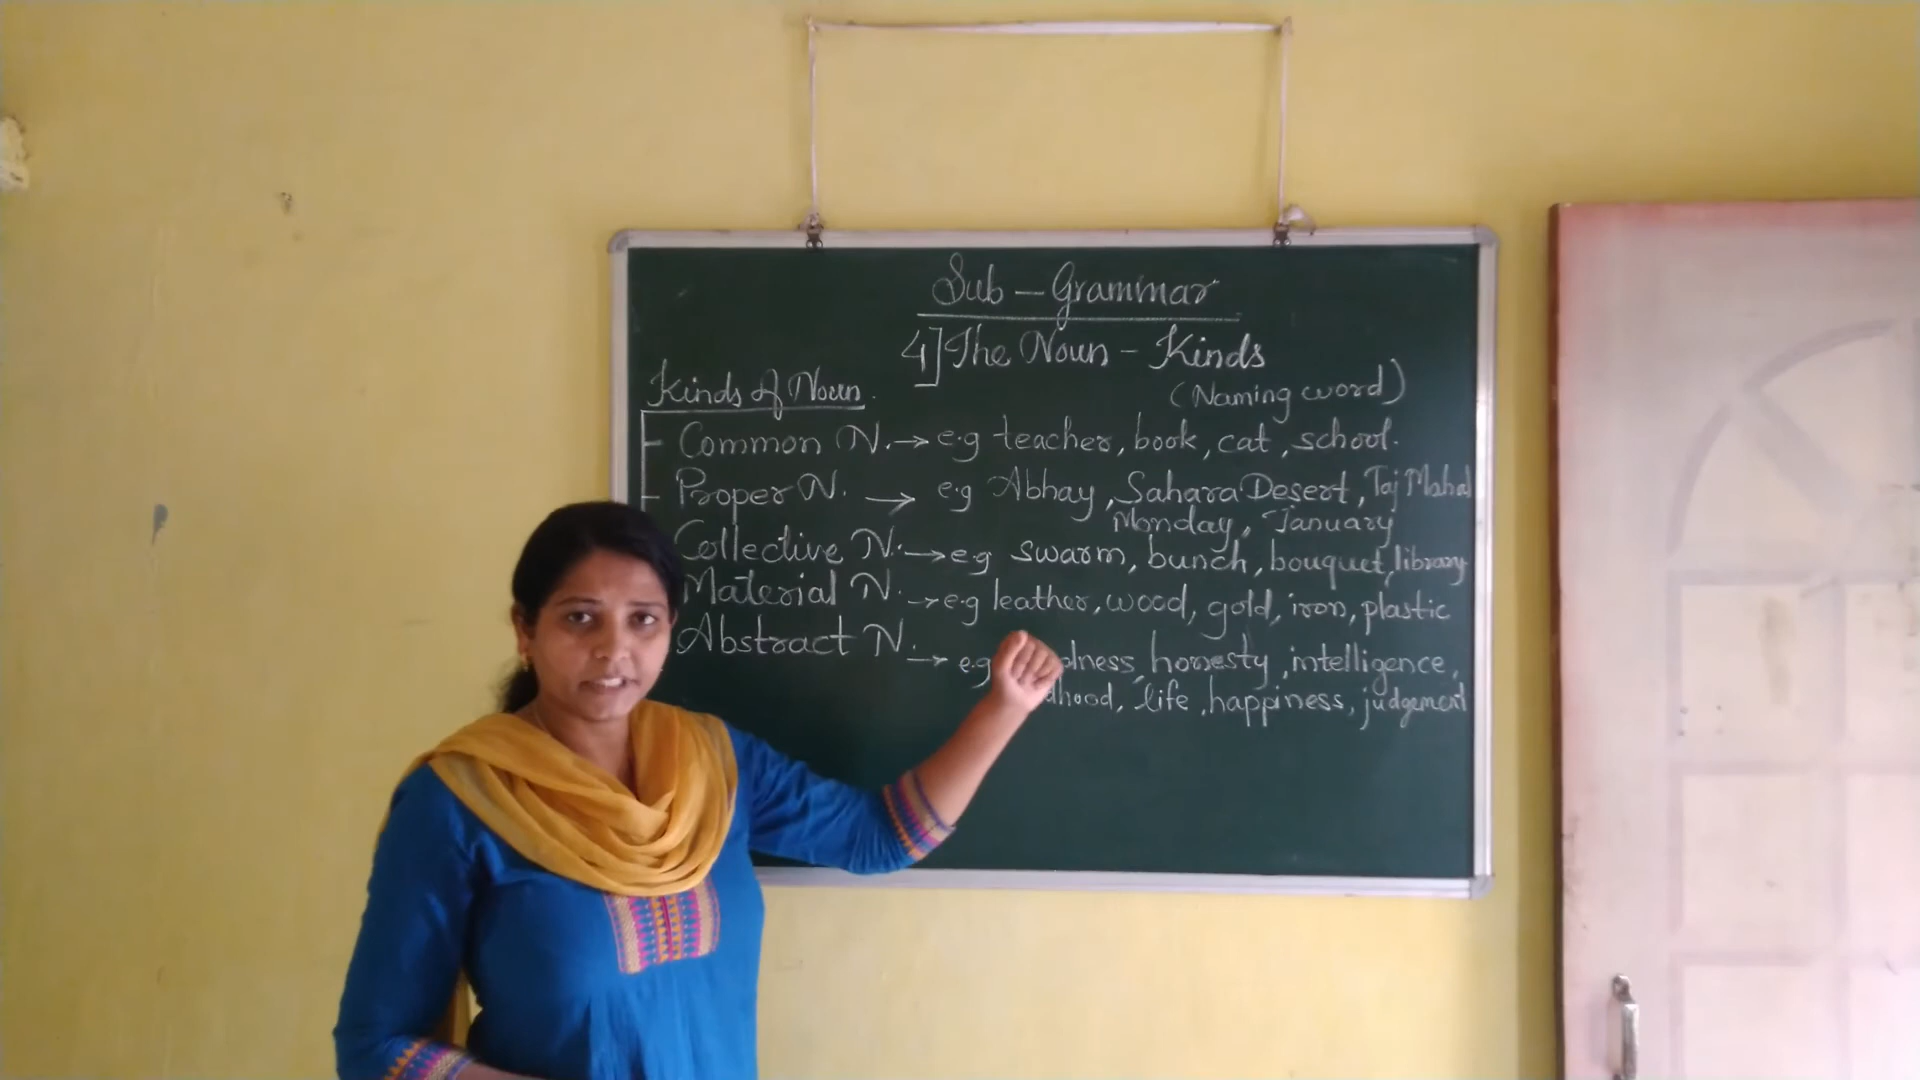 Sub - Grammar
4] The Noun - Kinds
(Naming word)
Kinds of Noun.
Common N. → e.g teacher, book, cat, school.
Proper N. → e.g Abhay, Sahara Desert, Taj Mahal
Monday, January
Collective N. → e.g swarm, bunch, bouquet, library
Material N. → e.g leather, wood, gold, iron, plastic
Abstract N. → e.g honesty, intelligence,
life, happiness, judgement